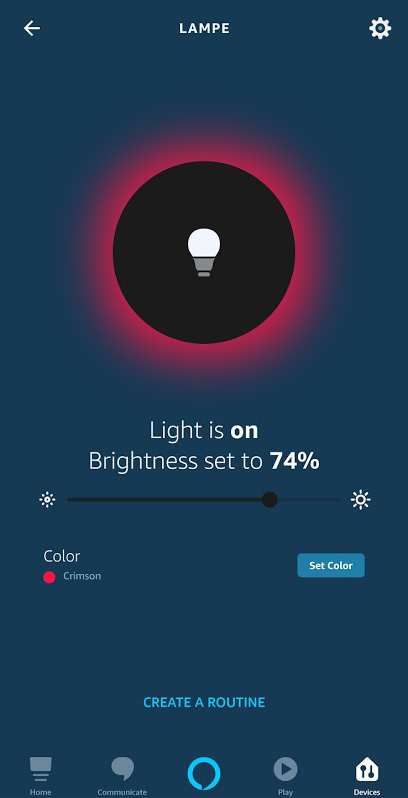 LAMPE
Light is on
Brightness set to 74%
Color
Crimson
Set Color
CREATE A ROUTINE
Home
Communicate
Play
Devices